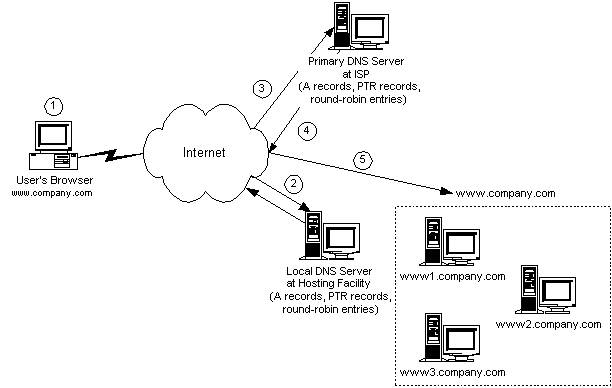 Primary DNS Server
at ISP
(A records, PTR records,
round-robin entries)
3
1
4
Internet
5
User's Browser
www.company.com
2
www.company.com
Local DNS Server
at Hosting Facility
(A records, PTR records,
round-robin entries)
www1.company.com
www2.company.com
www3.company.com